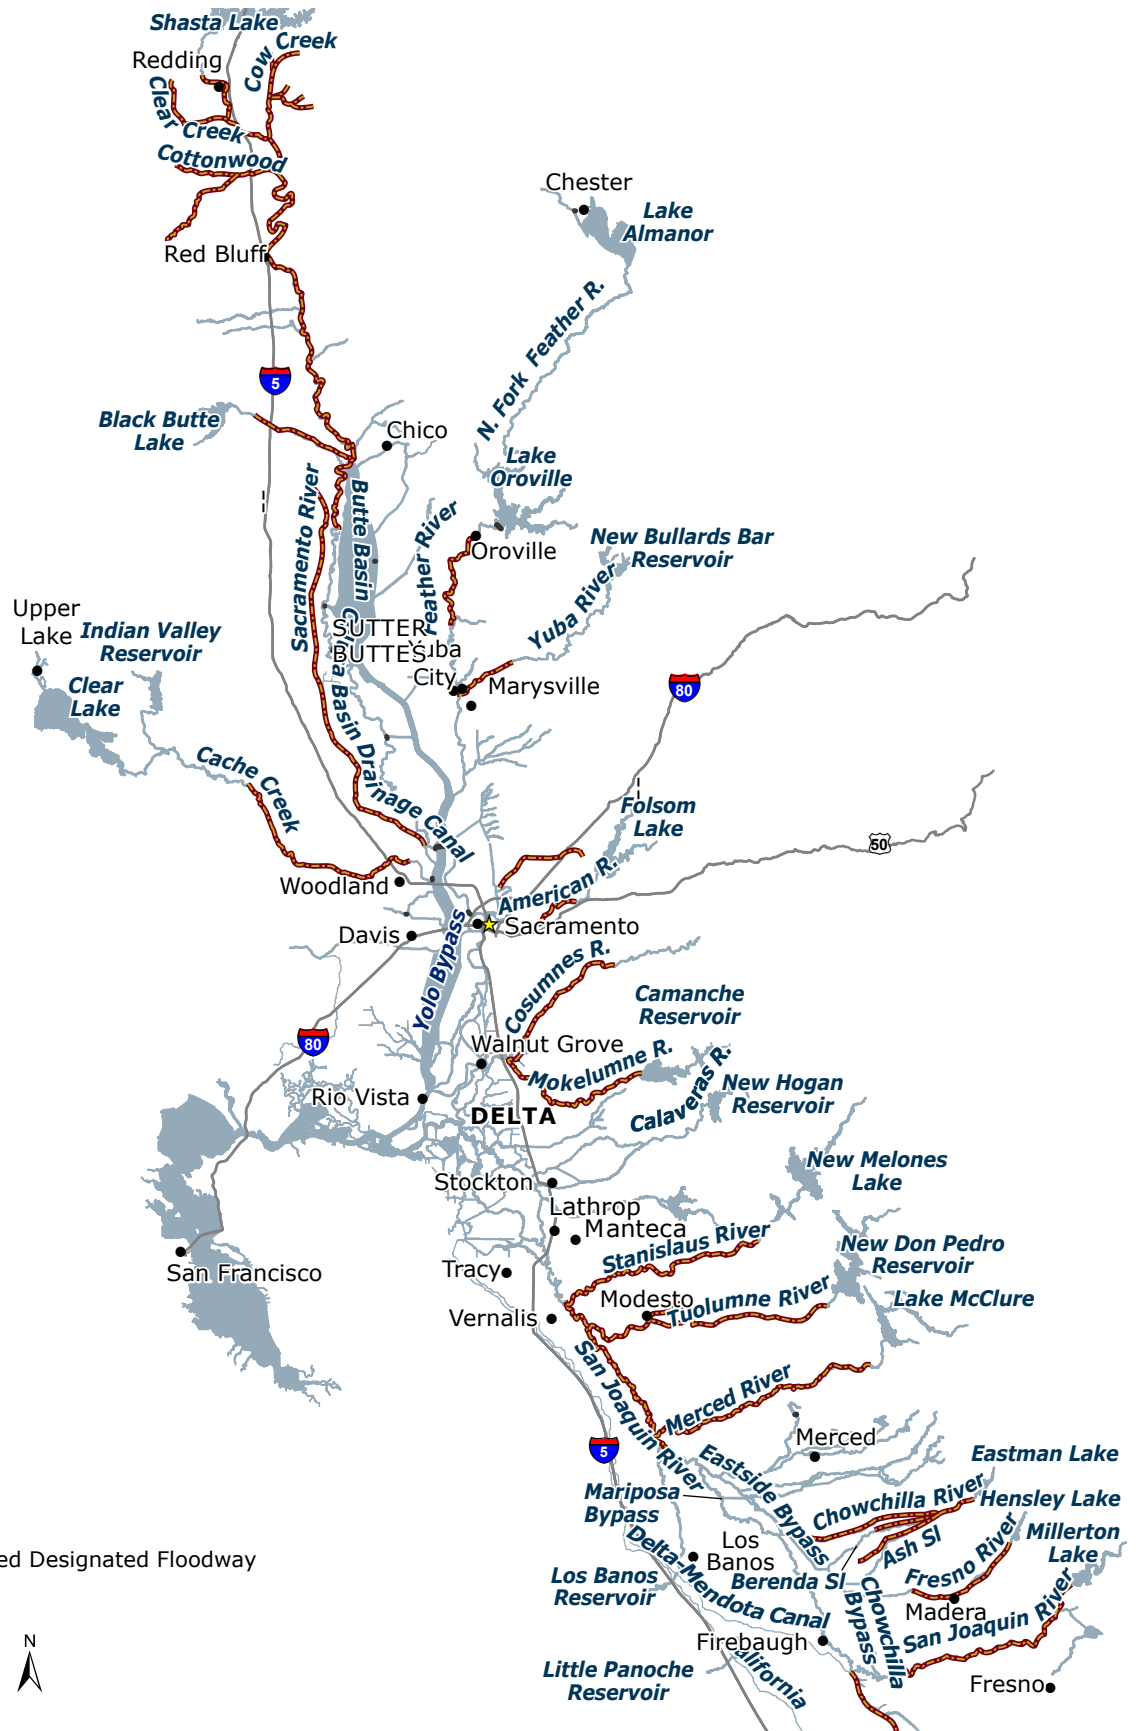 Shasta Lake
Redding
Cow Creek
Clear Creek
Cottonwood
Red Bluff
Chester
Lake
Almanor
N. Fork Feather R.
5
Black Butte
Lake
Chico
Lake
Oroville
Sacramento River
Butte Basin
Feather River
Oroville
New Bullards Bar
Reservoir
Yuba River
Upper
Lake
Indian Valley
Reservoir
Clear
Lake
SUTTER
BUTTES
Yuba
City
Marysville
80
Basin Drainage Canal
Cache Creek
Folsom
Lake
50
Woodland
American R.
Sacramento
Davis
Yolo Bypass
Cosumnes R.
Camanche
Reservoir
80
Walnut Grove
Mokelumne R.
Calaveras R.
New Hogan
Reservoir
Rio Vista
DELTA
New Melones
Lake
Stockton
Lathrop
Manteca
Stanislaus River
San Francisco
Tracy
New Don Pedro
Reservoir
Modesto
Tuolumne River
Lake McClure
Vernalis
San Joaquin River
Merced River
5
Merced
Eastside Bypass
Eastman Lake
Mariposa
Bypass
Chowchilla River
Hensley Lake
Millerton
Lake
Ash Sl
ed Designated Floodway
Delta-Mendota Canal
Los
Banos
Berenda Sl
Fresno River
Los Banos
Reservoir
Chowchilla
Bypass
Madera
San Joaquin River
Firebaugh
N
Little Panoche
Reservoir
alifornia
Fresno